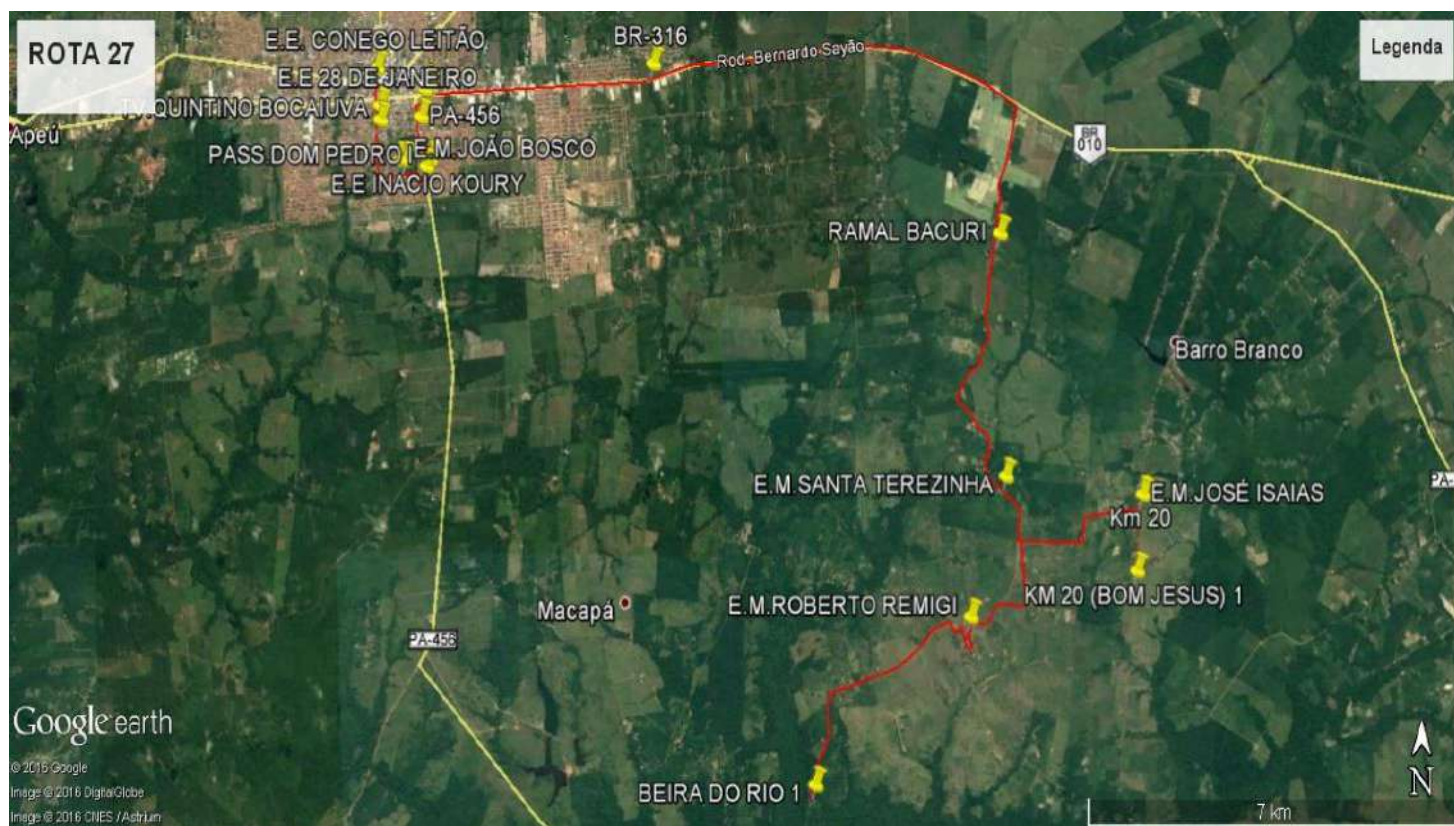 ROTA 27
E.E. CONEGO LEITÃO
BR-316
Rod. Bernardo Sayão
Legenda
E.E 28 DE JANEIRO
TV.QUINTINO BOCAIUVA
PA-456
Apeú
PASS.DOM PEDRO I
E.M.JOÃO BOSCO
E.E INACIO KOURY
BR
010
RAMAL BACURI
Barro Branco
E.M.SANTA TEREZINHA
E.M.JOSÉ ISAIAS
PA-
Km 20
KM 20 (BOM JESUS) 1
E.M.ROBERTO REMIGI
Macapá
PA-456
Google earth
© 2016 Google
Image © 2016 DigitalGlobe
Image © 2016 CNES / Astrium
BEIRA DO RIO 1
N
7 km